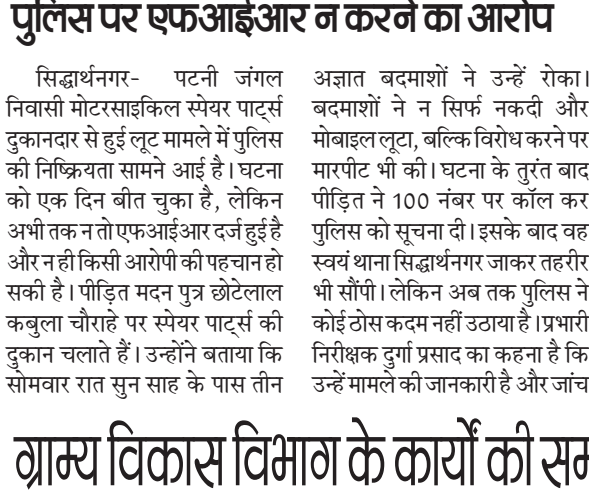 पुलिस पर एफआईआर न करने का आरोप
सिद्धार्थनगर- पटनी जंगल
निवासी मोटरसाइकिल स्पेयर पार्ट्स
दुकानदार से हुई लूट मामले में पुलिस
की निष्क्रियता सामने आई है। घटना
को एक दिन बीत चुका है, लेकिन
अभी तक न तो एफआईआर दर्ज हुई है
और न ही किसी आरोपी की पहचान हो
सकी है। पीड़ित मदन पुत्र छोटेलाल
कबुला चौराहे पर स्पेयर पार्ट्स की
दुकान चलाते हैं। उन्होंने बताया कि
सोमवार रात सुन साह के पास तीन
अज्ञात बदमाशों ने उन्हें रोका।
बदमाशों ने न सिर्फ नकदी और
मोबाइल लूटा, बल्कि विरोध करने पर
मारपीट भी की। घटना के तुरंत बाद
पीड़ित ने 100 नंबर पर कॉल कर
पुलिस को सूचना दी। इसके बाद वह
स्वयं थाना सिद्धार्थनगर जाकर तहरीर
भी सौंपी। लेकिन अब तक पुलिस ने
कोई ठोस कदम नहीं उठाया है। प्रभारी
निरीक्षक दुर्गा प्रसाद का कहना है कि
उन्हें मामले की जानकारी है और जांच
ग्राम्य विकास विभाग के कार्यों की सम